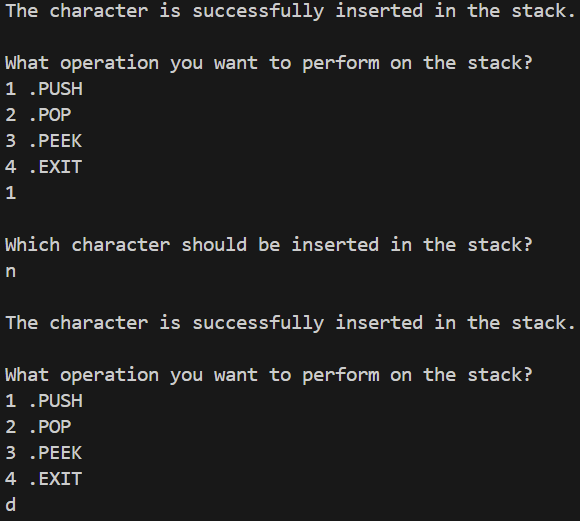 The character is successfully inserted in the stack.
What operation you want to perform on the stack?
1 .PUSH
2 .POP
3 .PEEK
4 .EXIT
1
Which character should be inserted in the stack?
n
The character is successfully inserted in the stack.
What operation you want to perform on the stack?
1 .PUSH
2 .POP
3 .PEEK
4 .EXIT
d